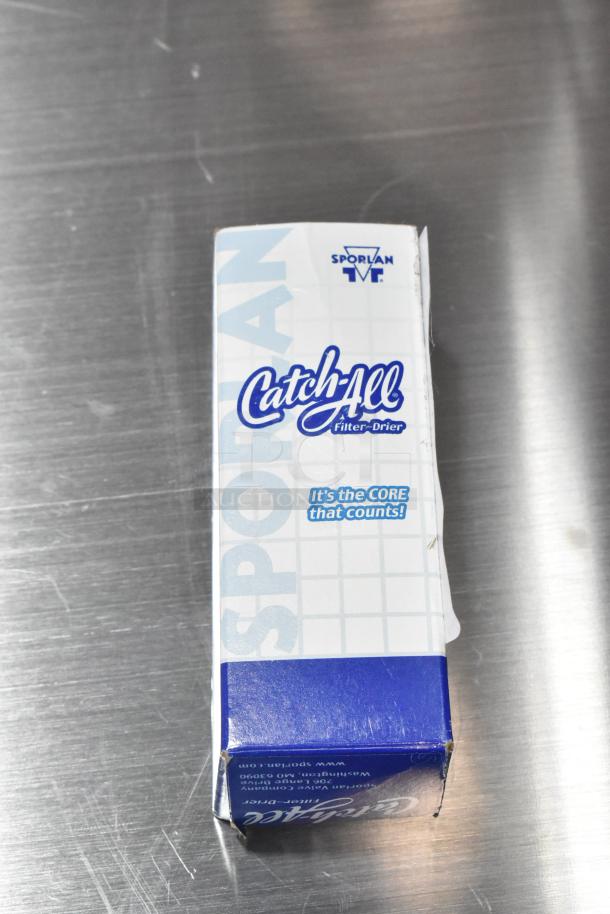 SPORLAN
SPORLAN
Catch-All®
Filter-Drier
AUCTION
It's the CORE
that counts!
Catch-All
Filter-Drier
Sporlan Valve Company
206 Lange Drive
Washington, MO 63090
www.sporlan.com